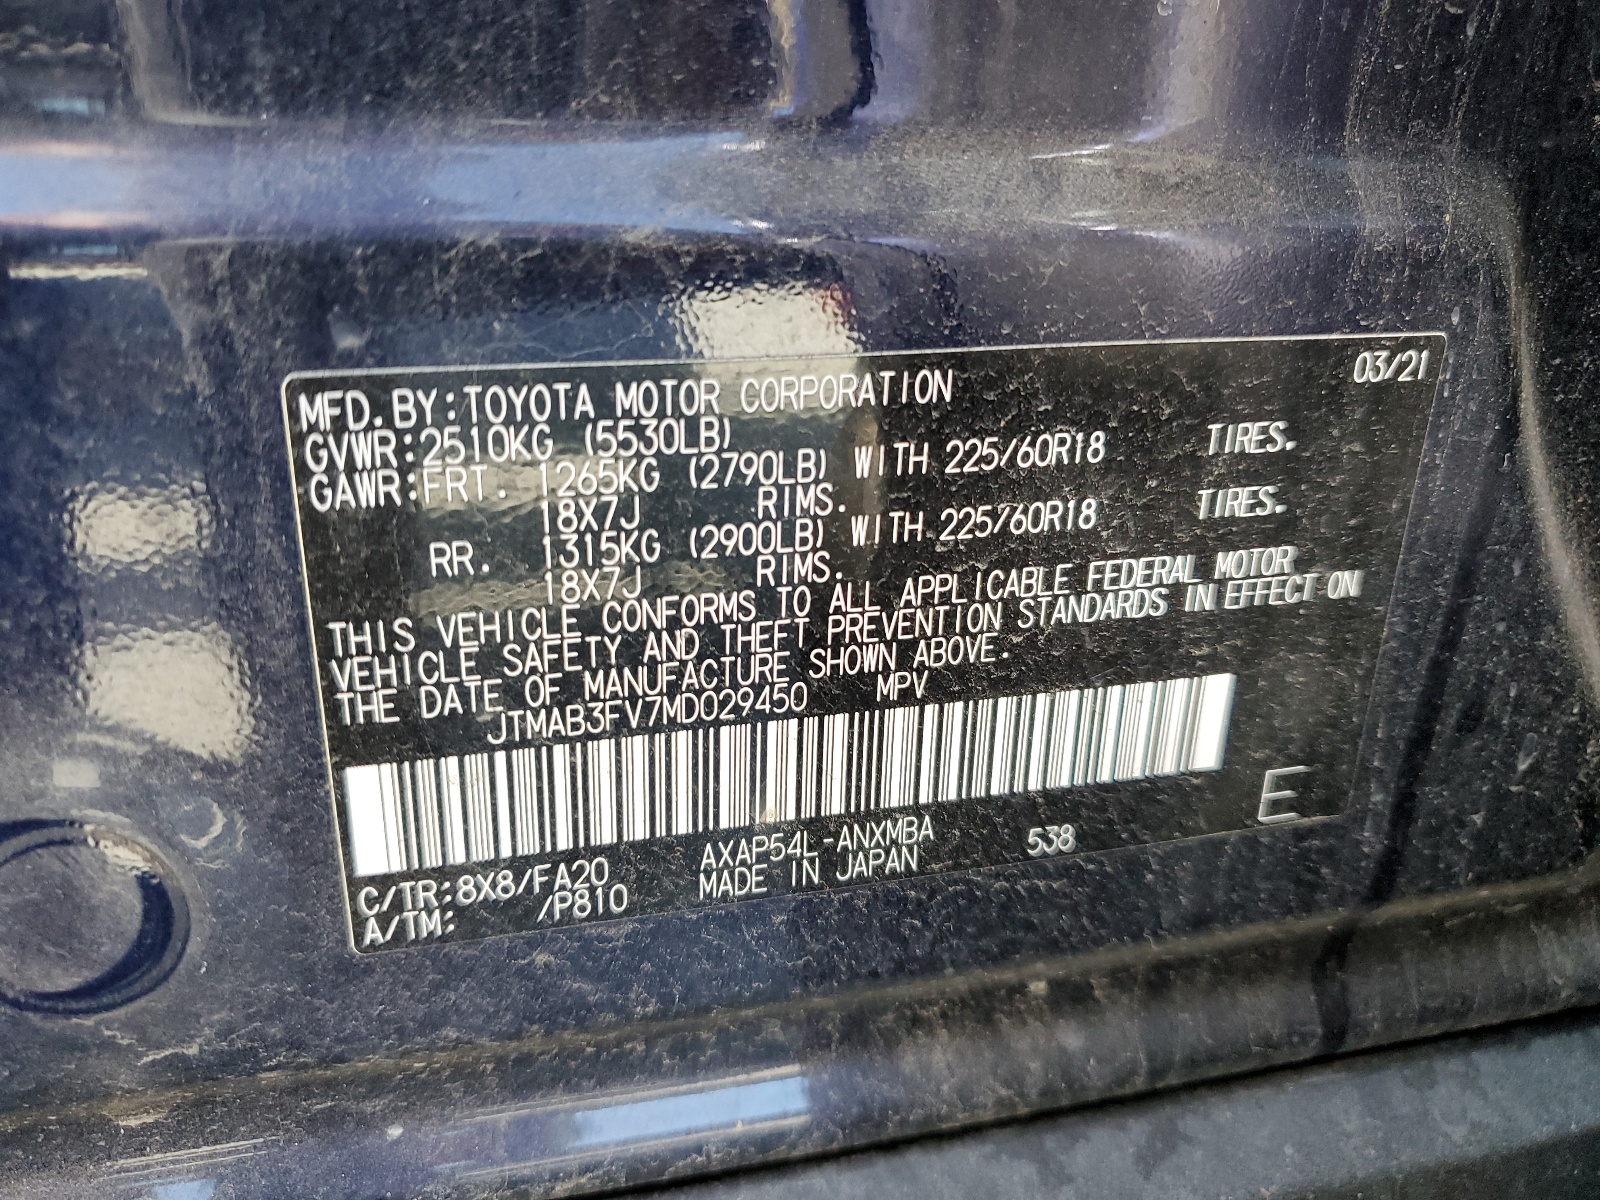 03/21
MFD. BY: TOYOTA MOTOR CORPORATION
GVWR: 2510KG (5530LB)
GAWR: FRT. 1265KG (2790LB) WITH 225/60R18 TIRES.
18X7J RIMS.
RR. 1315KG (2900LB) WITH 225/60R18 TIRES.
18X7J RIMS.
THIS VEHICLE CONFORMS TO ALL APPLICABLE FEDERAL MOTOR
VEHICLE SAFETY AND THEFT PREVENTION STANDARDS IN EFFECT ON
THE DATE OF MANUFACTURE SHOWN ABOVE.
JTMAB3FV7MD029450 MPV
C/TR: 8X8/FA20 AXAP54L-ANXMBA 538 E
A/TM: /P810 MADE IN JAPAN